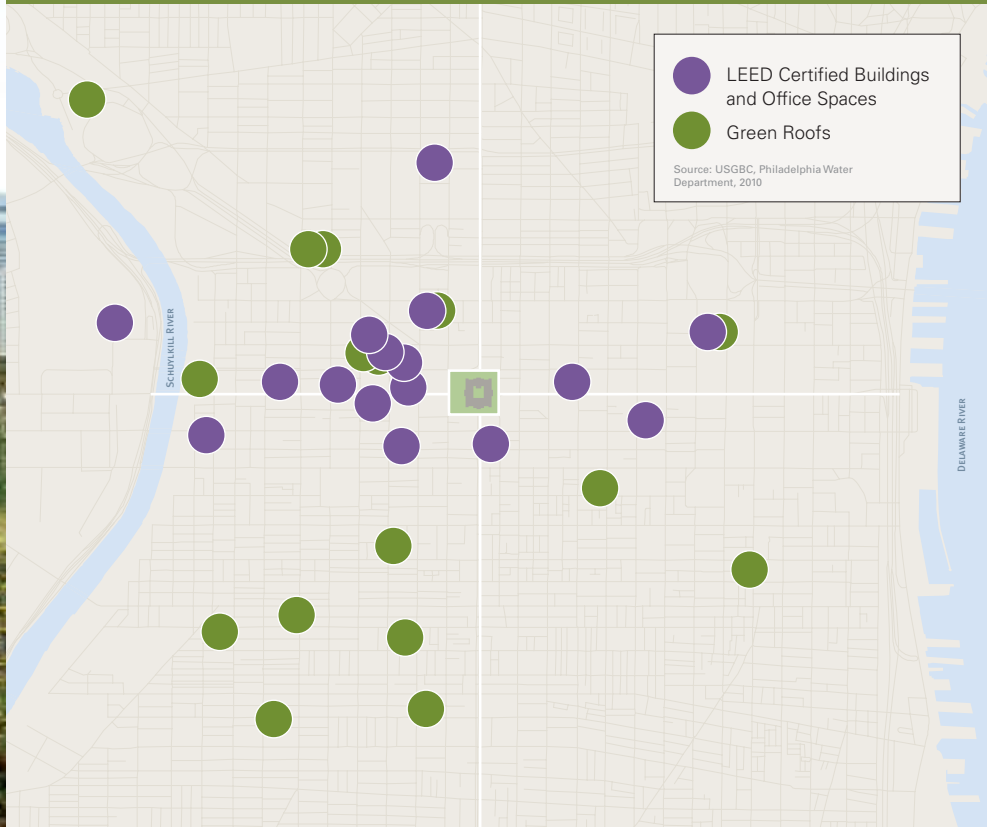 LEED Certified Buildings
and Office Spaces
Green Roofs
Source: USGBC, Philadelphia Water
Department, 2010
SCHUYLKILL RIVER
DELAWARE RIVER